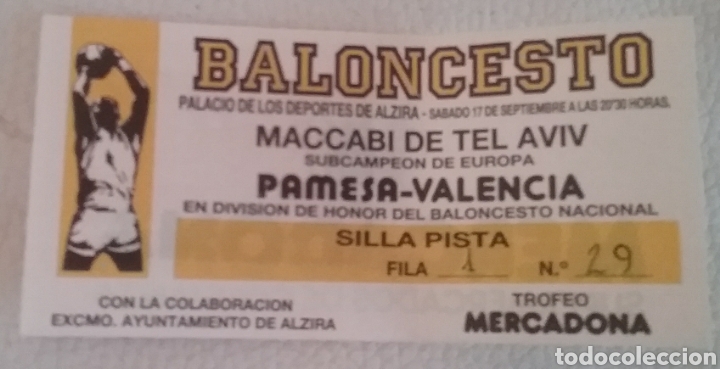 BALONCESTO
PALACIO DE LOS DEPORTES DE ALZIRA - SABADO 17 DE SEPTIEMBRE A LAS 20'30 HORAS.
MACCABI DE TEL AVIV
SUBCAMPEON DE EUROPA
PAMESA-VALENCIA
EN DIVISION DE HONOR DEL BALONCESTO NACIONAL
SILLA PISTA
FILA 1 N.º 29
CON LA COLABORACION
EXCMO. AYUNTAMIENTO DE ALZIRA
TROFEO
MERCADONA
todocoleccion